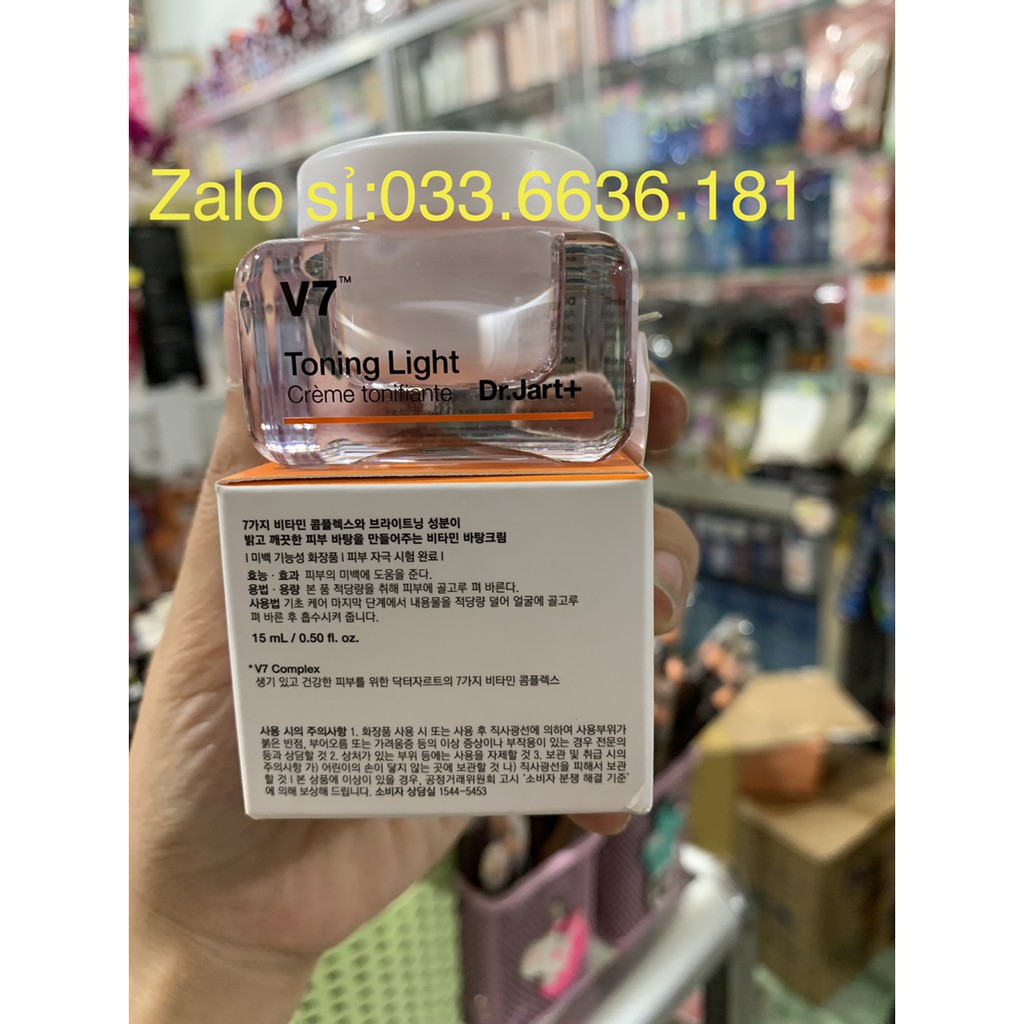 Zalo sỉ:033.6636.181
V7™
Toning Light
Crème tonifiante Dr.Jart+
7가지 비타민 콤플렉스와 브라이트닝 성분이
밝고 깨끗한 피부 바탕을 만들어주는 비타민 바탕크림
| 미백 기능성 화장품 | 피부 자극 시험 완료 |
효능 · 효과 피부의 미백에 도움을 준다.
용법 · 용량 본 품 적당량을 취해 피부에 골고루 펴 바른다.
사용법 기초 케어 마지막 단계에서 내용물을 적당량 덜어 얼굴에 골고루
펴 바른 후 흡수시켜 줍니다.
15 mL / 0.50 fl. oz.
* V7 Complex
생기 있고 건강한 피부를 위한 닥터자르트의 7가지 비타민 콤플렉스
사용 시의 주의사항 1. 화장품 사용 시 또는 사용 후 직사광선에 의하여 사용부위가
붉은 반점, 부어오름 또는 가려움증 등의 이상 증상이나 부작용이 있는 경우 전문의
등과 상담할 것 2. 상처가 있는 부위 등에는 사용을 자제할 것 3. 보관 및 취급 시의
주의사항 가) 어린이의 손이 닿지 않는 곳에 보관할 것 나) 직사광선을 피해서 보관
할 것 | 본 상품에 이상이 있을 경우, 공정거래위원회 고시 '소비자 분쟁 해결 기준'
에 의해 보상해 드립니다. 소비자 상담실 1544-5453